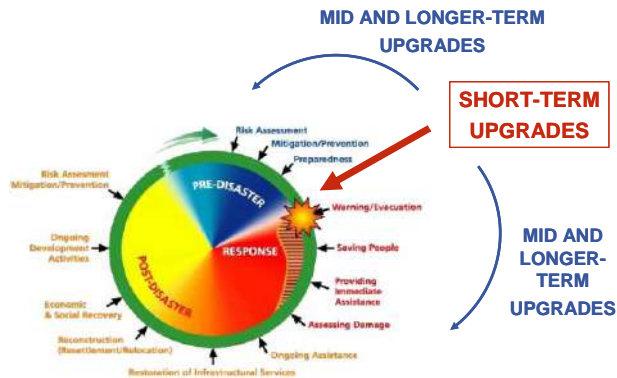 MID AND LONGER-TERM
UPGRADES
SHORT-TERM
UPGRADES
Risk Assessment
Mitigation/Prevention
Preparedness
Risk Assesment
Mitigation/Prevention
PRE-DISASTER
Warning/Evacuation
Ongoing
Development
Activities
RESPONSE
Saving People
MID AND
LONGER-
TERM
UPGRADES
POST-DISASTER
Providing
Immediate
Assistance
Economic
& Social Recovery
Assessing Damage
Reconstruction
(Resettlement/Relocation)
Ongoing Assistance
Restoration of Infrastructural Services